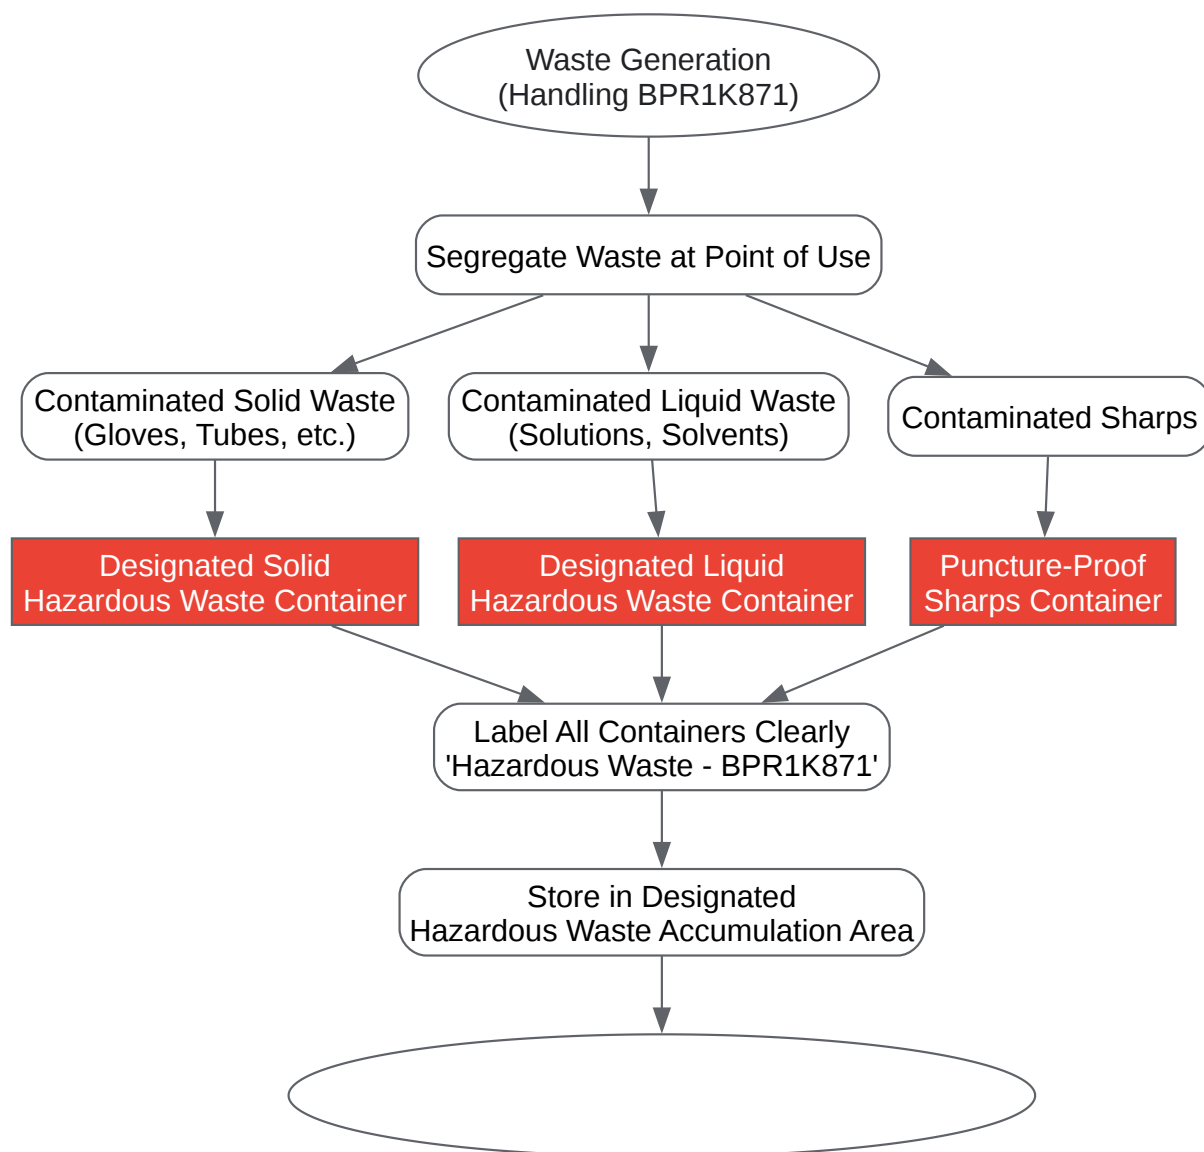 Waste Generation
(Handling BPR1K871)
Segregate Waste at Point of Use
Contaminated Solid Waste
(Gloves, Tubes, etc.)
Contaminated Liquid Waste
(Solutions, Solvents)
Contaminated Sharps
Designated Solid
Hazardous Waste Container
Designated Liquid
Hazardous Waste Container
Puncture-Proof
Sharps Container
Label All Containers Clearly
'Hazardous Waste - BPR1K871'
Store in Designated
Hazardous Waste Accumulation Area